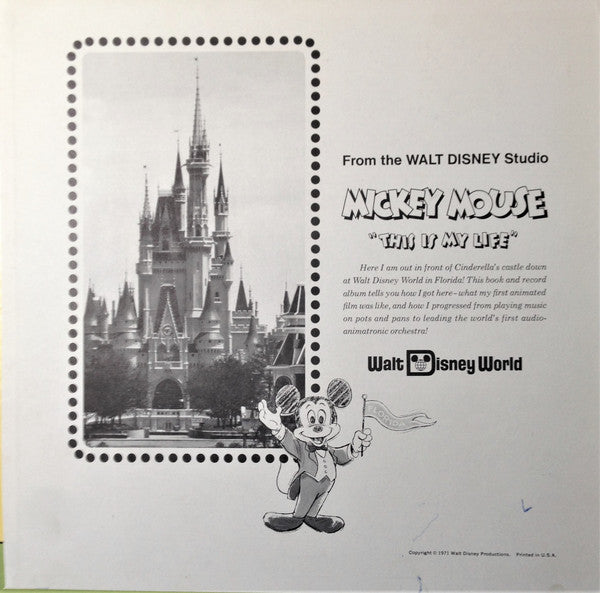 From the WALT DISNEY Studio
MICKEY MOUSE
"THIS IS MY LIFE"
Here I am out in front of Cinderella's castle down
at Walt Disney World in Florida! This book and record
album tells you how I got here–what my first animated
film was like, and how I progressed from playing music
on pots and pans to leading the world's first audio-
animatronic orchestra!
Walt Disney World
Copyright © 1971 Walt Disney Productions. Printed in U.S.A.